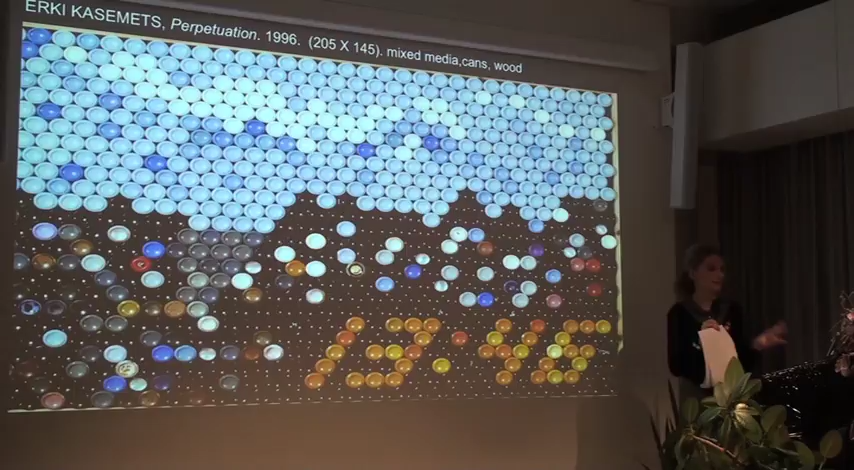 ERKI KASEMETS, Perpetuation. 1996. (205 X 145). mixed media,cans, wood